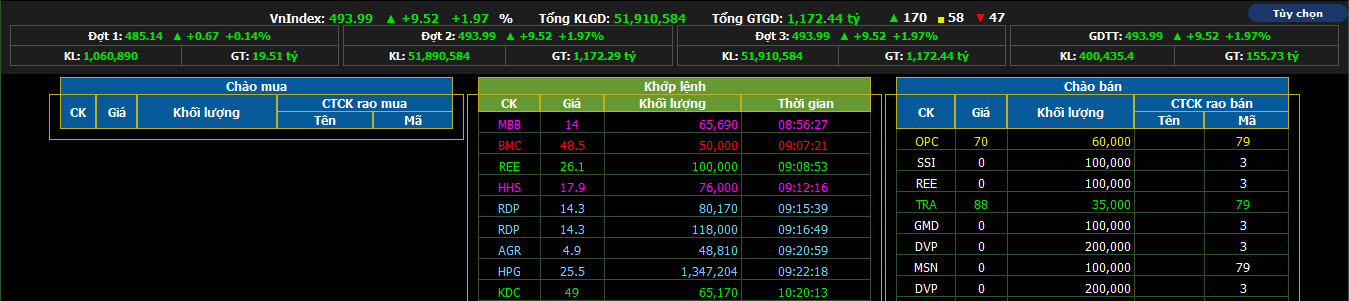 VnIndex: 493.99 ▲ +9.52 +1.97 % Tổng KLGD: 51,910,584 Tổng GTGD: 1,172.44 tỷ ▲ 170 ■ 58 ▼ 47 Tùy chọn
Đợt 1: 485.14 ▲ +0.67 +0.14% Đợt 2: 493.99 ▲ +9.52 +1.97% Đợt 3: 493.99 ▲ +9.52 +1.97% GDTT: 493.99 ▲ +9.52 +1.97%
KL: 1,060,890 GT: 19.51 tỷ KL: 51,890,584 GT: 1,172.29 tỷ KL: 51,910,584 GT: 1,172.44 tỷ KL: 400,435.4 GT: 155.73 tỷ
Chào mua
CK Giá Khối lượng CTCK rao mua
Tên Mã
Khớp lệnh
CK Giá Khối lượng Thời gian
MBB 14 65,690 08:56:27
BMC 48.5 50,000 09:07:21
REE 26.1 100,000 09:08:53
HHS 17.9 76,000 09:12:16
RDP 14.3 80,170 09:15:39
RDP 14.3 118,000 09:16:49
AGR 4.9 48,810 09:20:59
HPG 25.5 1,347,204 09:22:18
KDC 49 65,170 10:20:13
Chào bán
CK Giá Khối lượng CTCK rao bán
Tên Mã
OPC 70 60,000 79
SSI 0 100,000 3
REE 0 100,000 3
TRA 88 35,000 79
GMD 0 100,000 3
DVP 0 200,000 3
MSN 0 100,000 79
DVP 0 200,000 3